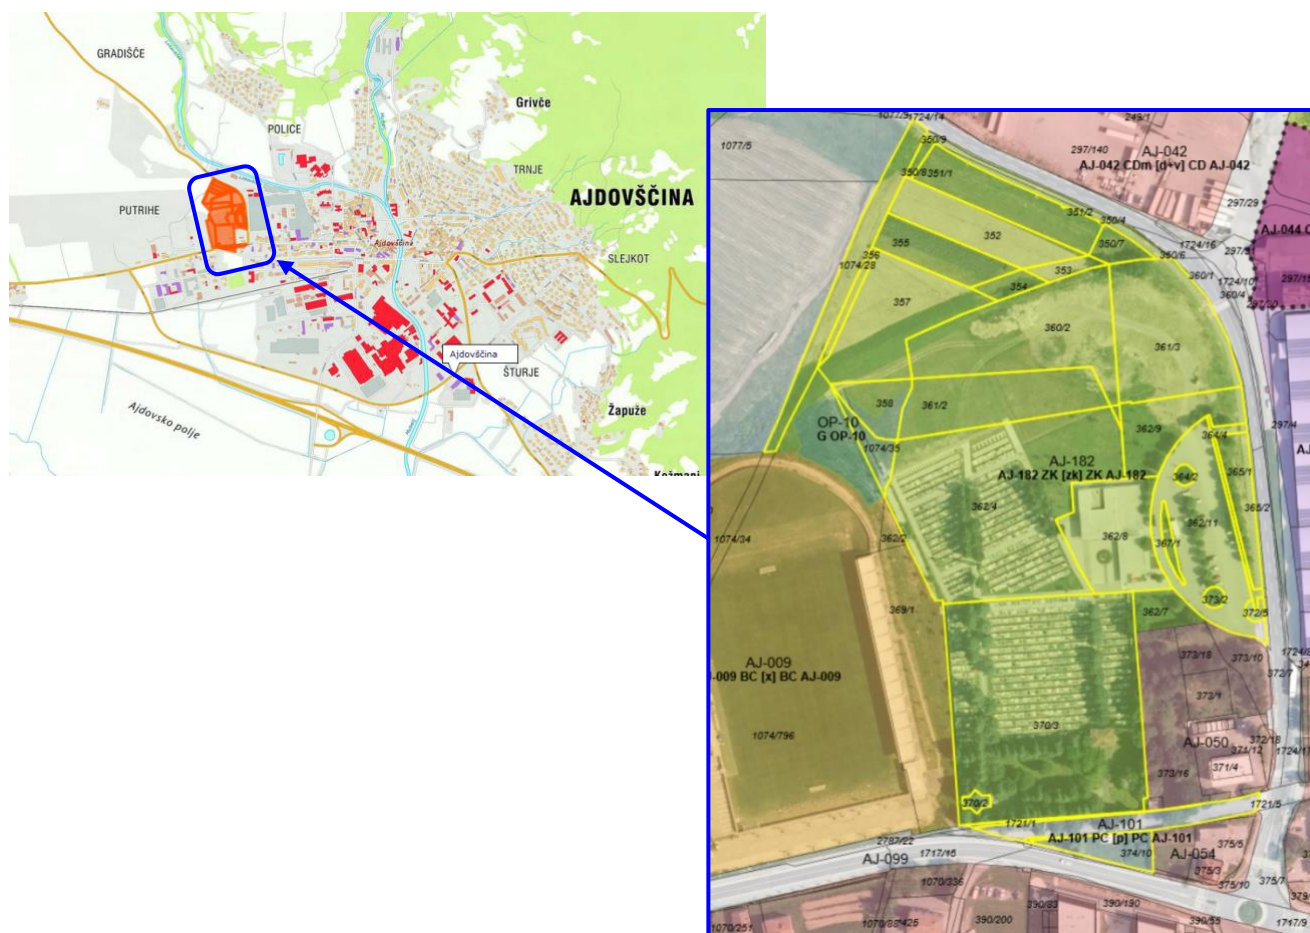 GRADIŠČE
Grivče
POLICE
TRNJE
AJDOVŠČINA
PUTRIHE
Ajdovščina
SLEJKOT
Ajdovščina
ŠTURJE
Ajdovsko polje
Žapuže
1724/14
350/9
249/1
1077/5
297/140
AJ-042
AJ-042 CDm [d+v] CD AJ-042
350/8
351/1
297/29
351/2
350/4
352
355
350/7
1724/16
356
1074/28
353
360/1
1724/10
354
360/4
357
360/2
361/3
358
361/2
OP-10
G OP-10
362/9
364/4
297/4
1074/35
AJ-182
AJ-182 ZK [zk] ZK AJ-182
364/2
365/1
365/2
362/4
362/11
1074/34
362/2
362/8
367/1
373/2
369/1
362/7
372/5
AJ-009
-009 BC [x] BC AJ-009
373/18
373/10
372/7
373/1
370/3
1074/796
AJ-050
372/18
371/12
371/4
373/16
370/2
1721/5
1721/1
AJ-101
AJ-101 PC [p] PC AJ-101
2787/22
1717/15
AJ-099
374/10
AJ-054
375/5
375/3
375/10
375/7
1070/336
390/83
390/190
390/200
390/55
1717/9
1070/251